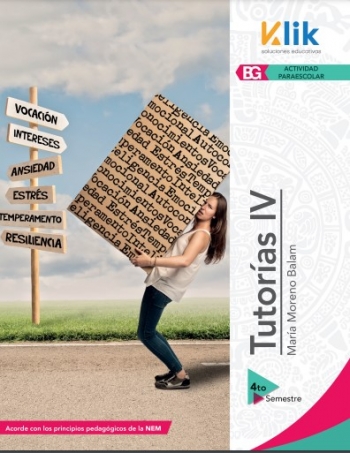 Klik
soluciones educativas
BG
ACTIVIDAD
PARAESCOLAR
VOCACIÓN
INTERESES
ANSIEDAD
ESTRÉS
TEMPERAMENTO
RESILIENCIA
Tutorías IV
María Moreno Balam
4to
Semestre
Acorde con los principios pedagógicos de la NEM